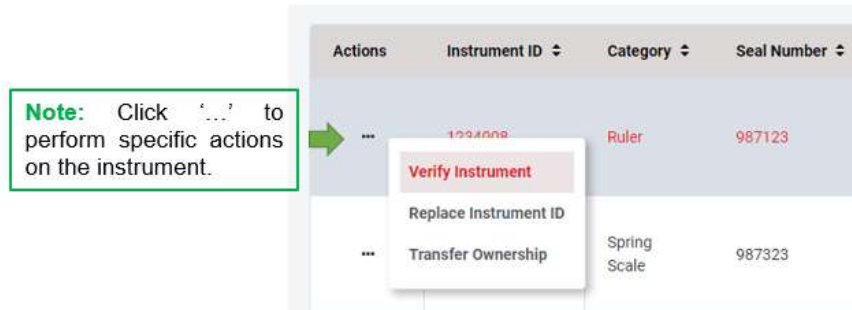 Actions Instrument ID Category Seal Number
Note: Click ‘...’ to
perform specific actions
on the instrument.
... 1234008 Ruler 987123
Verify Instrument
Replace Instrument ID
Transfer Ownership
... Spring
Scale
987323